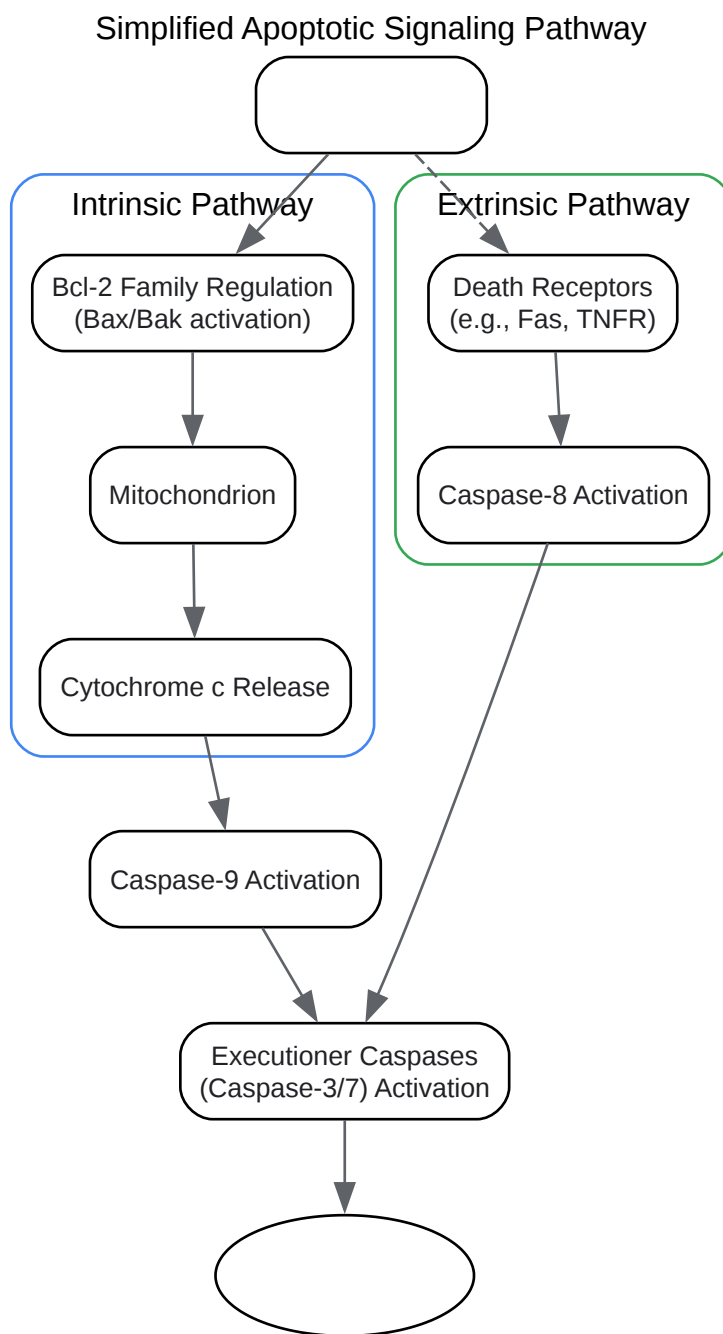 Simplified Apoptotic Signaling Pathway
Intrinsic Pathway
Extrinsic Pathway
Bcl-2 Family Regulation
(Bax/Bak activation)
Death Receptors
(e.g., Fas, TNFR)
Mitochondrion
Caspase-8 Activation
Cytochrome c Release
Caspase-9 Activation
Executioner Caspases
(Caspase-3/7) Activation